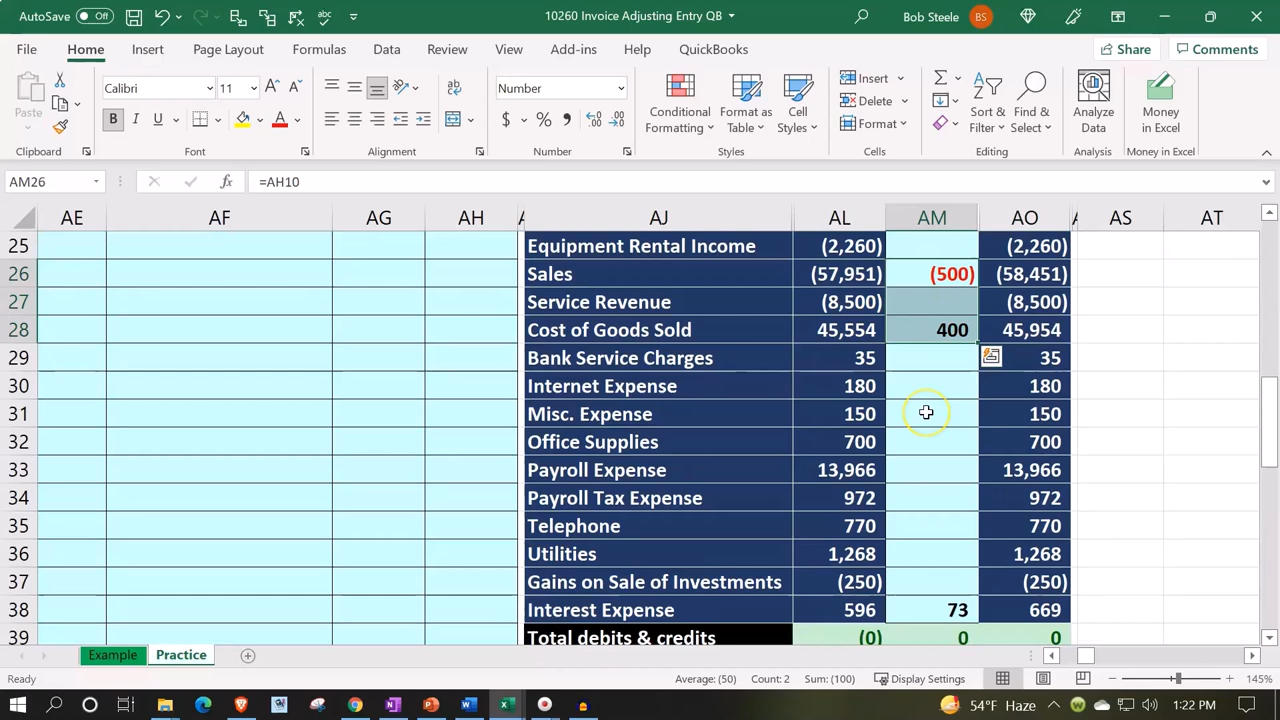 AutoSave Off 10260 Invoice Adjusting Entry QB Bob Steele BS
File Home Insert Page Layout Formulas Data Review View Add-ins Help QuickBooks Share Comments
Paste Calibri 11 Number Conditional Formatting Format as Table Cell Styles Insert Delete Format Sort & Filter Find & Select Analyze Data Money in Excel
Clipboard Font Alignment Number Styles Cells Editing Analysis Money in Excel
AM26 fx =AH10
AE AF AG AH A AJ AL AM AO A AS AT
25 Equipment Rental Income (2,260) (2,260)
26 Sales (57,951) (500) (58,451)
27 Service Revenue (8,500) (8,500)
28 Cost of Goods Sold 45,554 400 45,954
29 Bank Service Charges 35 35
30 Internet Expense 180 180
31 Misc. Expense 150 150
32 Office Supplies 700 700
33 Payroll Expense 13,966 13,966
34 Payroll Tax Expense 972 972
35 Telephone 770 770
36 Utilities 1,268 1,268
37 Gains on Sale of Investments (250) (250)
38 Interest Expense 596 73 669
39 Total debits & credits (0) 0 0
Example Practice
Ready Average: (50) Count: 2 Sum: (100) Display Settings 145%
54°F Haze 1:22 PM